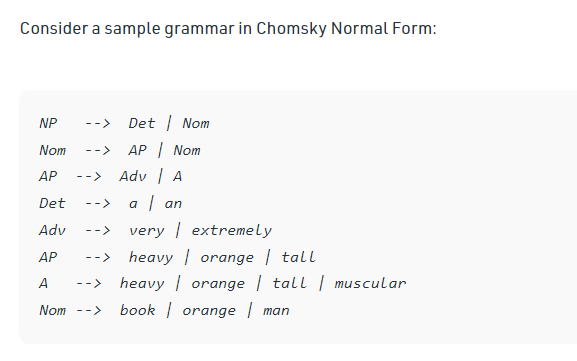 Consider a sample grammar in Chomsky Normal Form:
NP --> Det | Nom
Nom --> AP | Nom
AP --> Adv | A
Det --> a | an
Adv --> very | extremely
AP --> heavy | orange | tall
A --> heavy | orange | tall | muscular
Nom --> book | orange | man